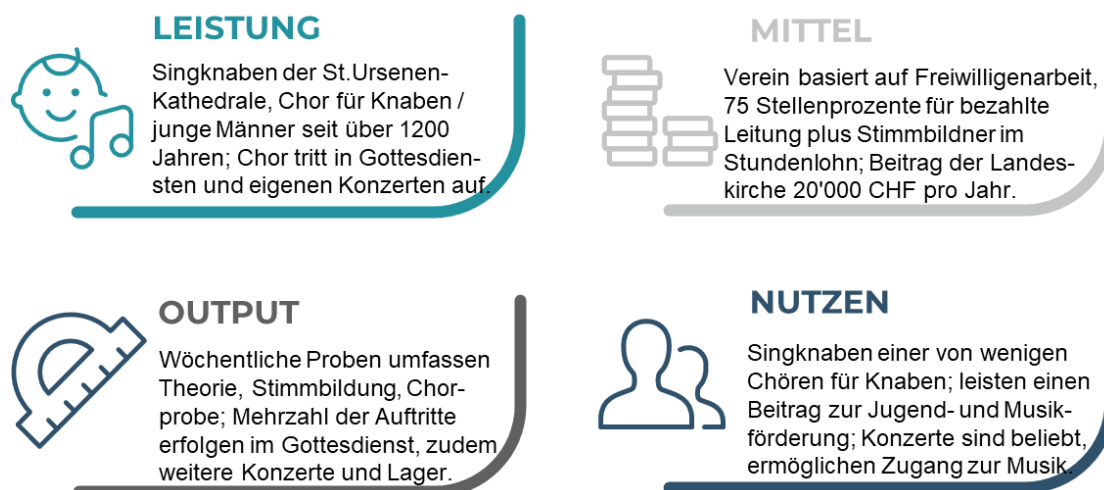 LEISTUNG
Singknaben der St.Ursenen-
Kathedrale, Chor für Knaben /
junge Männer seit über 1200
Jahren; Chor tritt in Gottesdien-
sten und eigenen Konzerten auf.
MITTEL
Verein basiert auf Freiwilligenarbeit,
75 Stellenprozente für bezahlte
Leitung plus Stimmbildner im
Stundenlohn; Beitrag der Landes-
kirche 20'000 CHF pro Jahr.
OUTPUT
Wöchentliche Proben umfassen
Theorie, Stimmbildung, Chor-
probe; Mehrzahl der Auftritte
erfolgen im Gottesdienst, zudem
weitere Konzerte und Lager.
NUTZEN
Singknaben einer von wenigen
Chören für Knaben; leisten einen
Beitrag zur Jugend- und Musik-
förderung; Konzerte sind beliebt,
ermöglichen Zugang zur Musik.